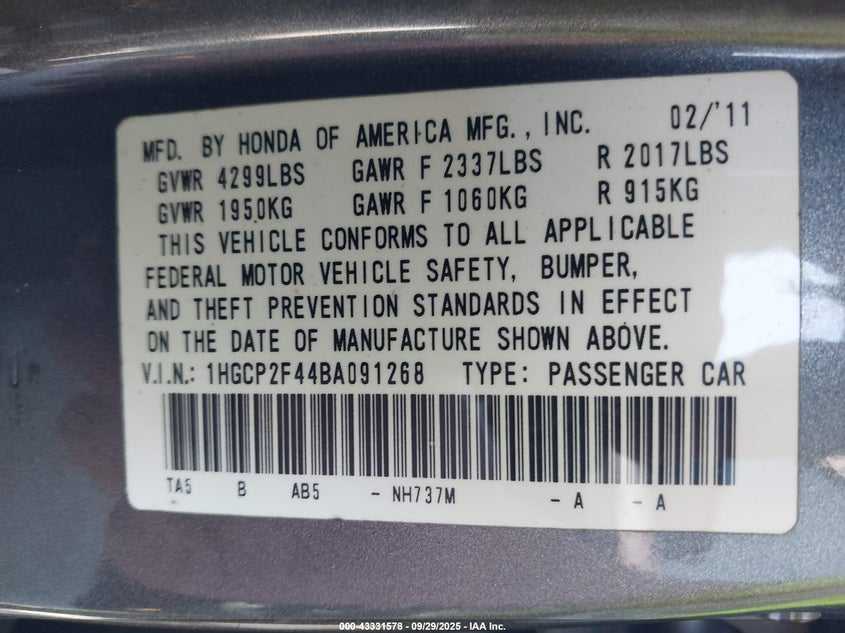 MFD. BY HONDA OF AMERICA MFG., INC. 02/'11
GVWR 4299LBS GAWR F 2337LBS R 2017LBS
GVWR 1950KG GAWR F 1060KG R 915KG
THIS VEHICLE CONFORMS TO ALL APPLICABLE
FEDERAL MOTOR VEHICLE SAFETY, BUMPER,
AND THEFT PREVENTION STANDARDS IN EFFECT
ON THE DATE OF MANUFACTURE SHOWN ABOVE.
V.I.N.: 1HGCP2F44BA091268 TYPE: PASSENGER CAR
TA5 B AB5 - NH737M - A - A
000-43331578 - 09/29/2025 - IAA Inc.